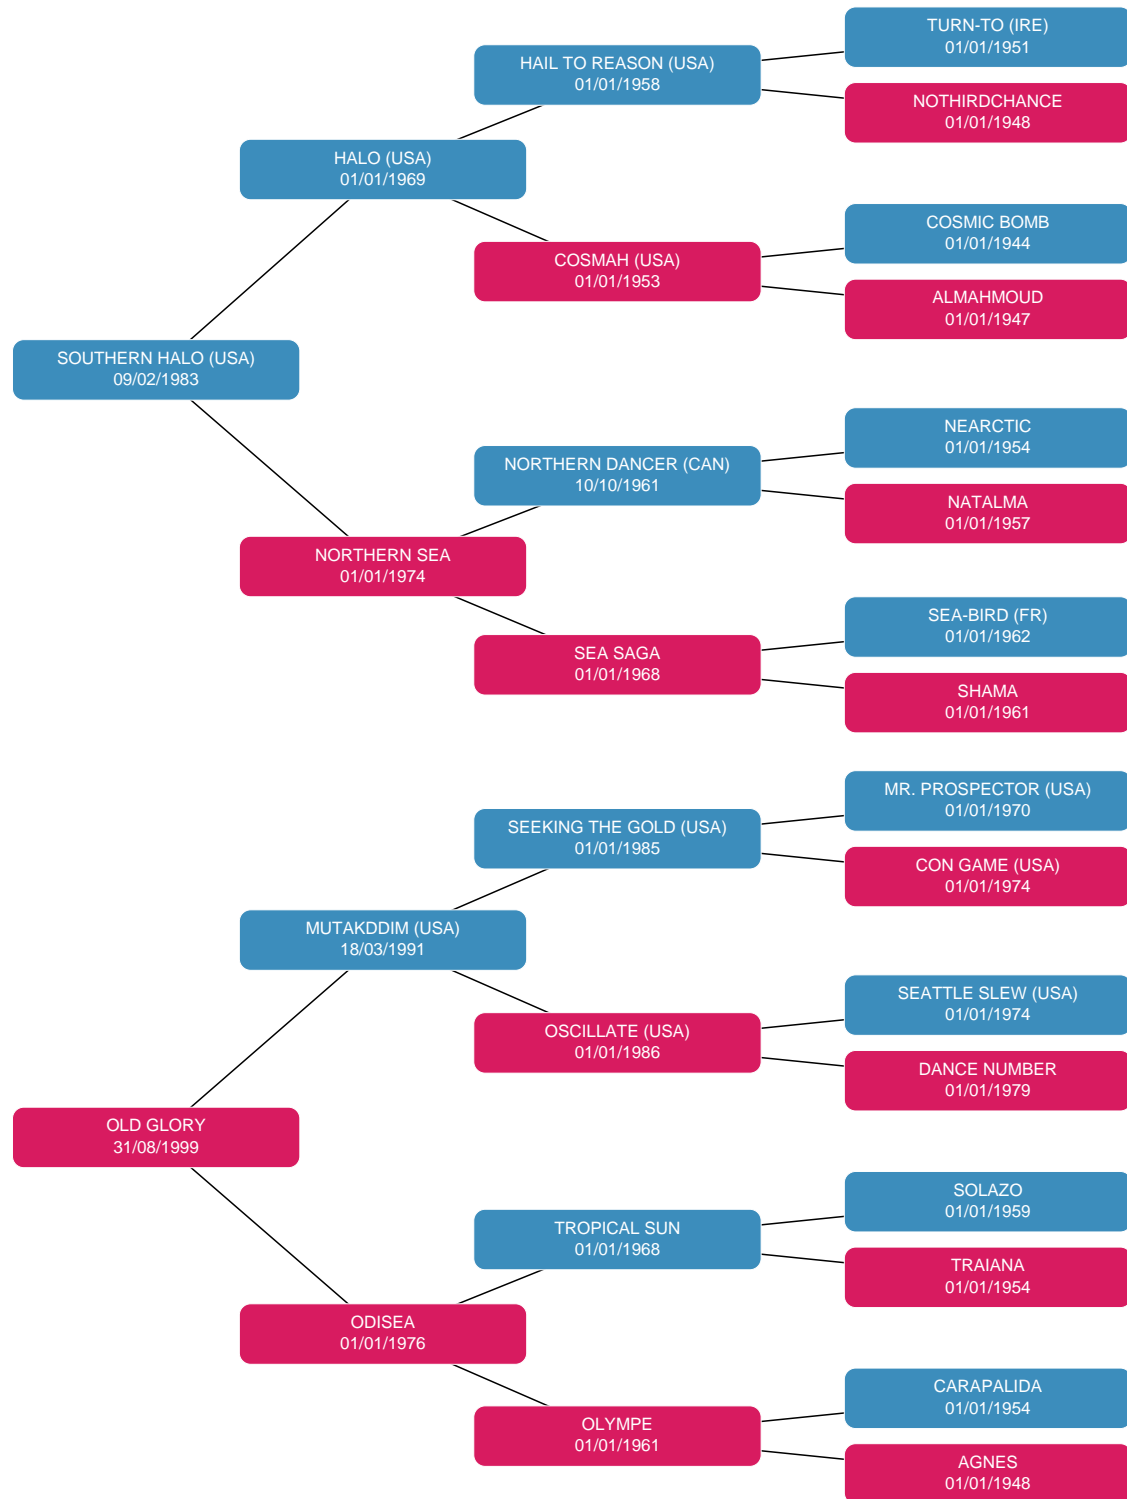 TURN-TO (IRE)
01/01/1951
HAIL TO REASON (USA)
01/01/1958
NOTHIRDCHANCE
01/01/1948
HALO (USA)
01/01/1969
COSMIC BOMB
01/01/1944
COSMAH (USA)
01/01/1953
ALMAHMOUD
01/01/1947
SOUTHERN HALO (USA)
09/02/1983
NEARCTIC
01/01/1954
NORTHERN DANCER (CAN)
10/10/1961
NATALMA
01/01/1957
NORTHERN SEA
01/01/1974
SEA-BIRD (FR)
01/01/1962
SEA SAGA
01/01/1968
SHAMA
01/01/1961
MR. PROSPECTOR (USA)
01/01/1970
SEEKING THE GOLD (USA)
01/01/1985
CON GAME (USA)
01/01/1974
MUTAKDDIM (USA)
18/03/1991
SEATTLE SLEW (USA)
01/01/1974
OSCILLATE (USA)
01/01/1986
DANCE NUMBER
01/01/1979
OLD GLORY
31/08/1999
SOLAZO
01/01/1959
TROPICAL SUN
01/01/1968
TRAIANA
01/01/1954
ODISEA
01/01/1976
CARAPALIDA
01/01/1954
OLYMPE
01/01/1961
AGNES
01/01/1948